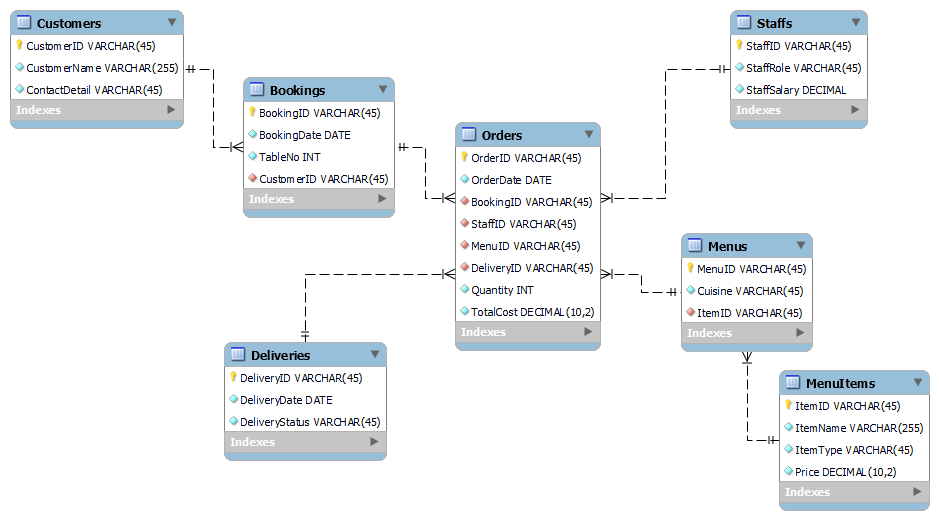 Customers
CustomerID VARCHAR(45)
CustomerName VARCHAR(255)
ContactDetail VARCHAR(45)
Indexes
Bookings
BookingID VARCHAR(45)
BookingDate DATE
TableNo INT
CustomerID VARCHAR(45)
Indexes
Orders
OrderID VARCHAR(45)
OrderDate DATE
BookingID VARCHAR(45)
StaffID VARCHAR(45)
MenuID VARCHAR(45)
DeliveryID VARCHAR(45)
Quantity INT
TotalCost DECIMAL(10,2)
Indexes
Staffs
StaffID VARCHAR(45)
StaffRole VARCHAR(45)
StaffSalary DECIMAL
Indexes
Menus
MenuID VARCHAR(45)
Cuisine VARCHAR(45)
ItemID VARCHAR(45)
Indexes
Deliveries
DeliveryID VARCHAR(45)
DeliveryDate DATE
DeliveryStatus VARCHAR(45)
Indexes
MenuItems
ItemID VARCHAR(45)
ItemName VARCHAR(255)
ItemType VARCHAR(45)
Price DECIMAL(10,2)
Indexes